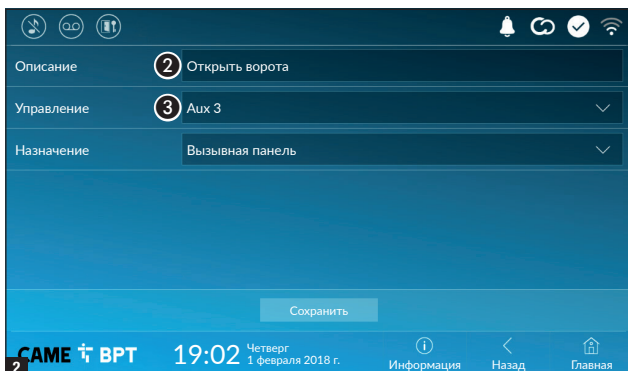 Описание 2 Открыть ворота
Управление 3 Aux 3
Назначение Вызывная панель
Сохранить
CAME BPT 19:02 Четверг
1 февраля 2018 г.
Информация Назад Главная
2